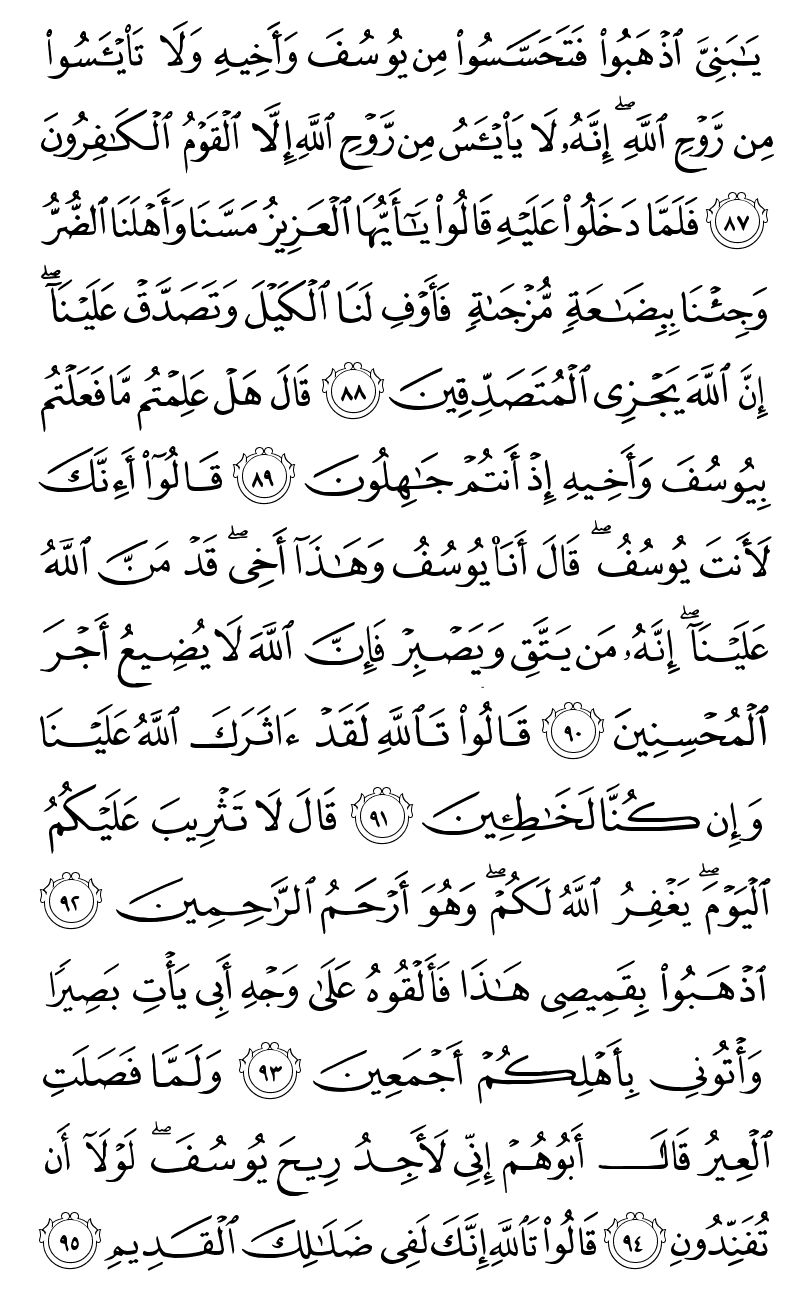 يَـٰبَنِىَّ ٱذْهَبُوا۟ فَتَحَسَّسُوا۟ مِن يُوسُفَ وَأَخِيهِ وَلَا تَا۟يْـَٔسُوا۟
مِن رَّوْحِ ٱللَّهِ ۖ إِنَّهُۥ لَا يَا۟يْـَٔسُ مِن رَّوْحِ ٱللَّهِ إِلَّا ٱلْقَوْمُ ٱلْكَـٰفِرُونَ
٨٧ فَلَمَّا دَخَلُوا۟ عَلَيْهِ قَالُوا۟ يَـٰٓأَيُّهَا ٱلْعَزِيزُ مَسَّنَا وَأَهْلَنَا ٱلضُّرُّ
وَجِئْنَا بِبِضَـٰعَةٍ مُّزْجَىٰةٍ فَأَوْفِ لَنَا ٱلْكَيْلَ وَتَصَدَّقْ عَلَيْنَآ ۖ
إِنَّ ٱللَّهَ يَجْزِى ٱلْمُتَصَدِّقِينَ ٨٨ قَالَ هَلْ عَلِمْتُم مَّا فَعَلْتُم
بِيُوسُفَ وَأَخِيهِ إِذْ أَنتُمْ جَـٰهِلُونَ ٨٩ قَالُوٓا۟ أَءِنَّكَ
لَأَنتَ يُوسُفُ ۖ قَالَ أَنَا۠ يُوسُفُ وَهَـٰذَآ أَخِى ۖ قَدْ مَنَّ ٱللَّهُ
عَلَيْنَآ ۖ إِنَّهُۥ مَن يَتَّقِ وَيَصْبِرْ فَإِنَّ ٱللَّهَ لَا يُضِيعُ أَجْرَ
ٱلْمُحْسِنِينَ ٩٠ قَالُوا۟ تَٱللَّهِ لَقَدْ ءَاثَرَكَ ٱللَّهُ عَلَيْنَا
وَإِن كُنَّا لَخَـٰطِـِٔينَ ٩١ قَالَ لَا تَثْرِيبَ عَلَيْكُمُ
ٱلْيَوْمَ ۖ يَغْفِرُ ٱللَّهُ لَكُمْ ۖ وَهُوَ أَرْحَمُ ٱلرَّٰحِمِينَ ٩٢
ٱذْهَبُوا۟ بِقَمِيصِى هَـٰذَا فَأَلْقُوهُ عَلَىٰ وَجْهِ أَبِى يَأْتِ بَصِيرًا
وَأْتُونِى بِأَهْلِكُمْ أَجْمَعِينَ ٩٣ وَلَمَّا فَصَلَتِ
ٱلْعِيرُ قَالَ أَبُوهُمْ إِنِّى لَأَجِدُ رِيحَ يُوسُفَ ۖ لَوْلَآ أَن
تُفَنِّدُونِ ٩٤ قَالُوا۟ تَٱللَّهِ إِنَّكَ لَفِى ضَلَـٰلِكَ ٱلْقَدِيمِ ٩٥